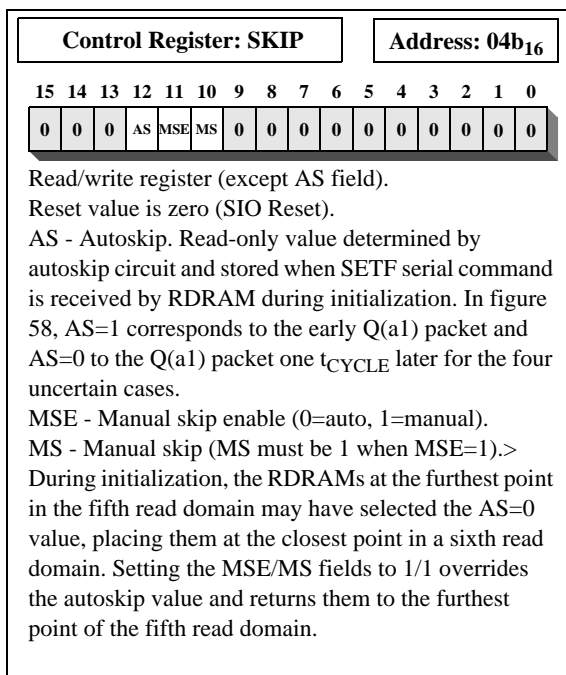 Control Register: SKIP
Address: 04b16
15 14 13 12 11 10 9 8 7 6 5 4 3 2 1 0
0 0 0 AS MSE MS 0 0 0 0 0 0 0 0 0 0
Read/write register (except AS field).
Reset value is zero (SIO Reset).
AS - Autoskip. Read-only value determined by
autoskip circuit and stored when SETF serial command
is received by RDRAM during initialization. In figure
58, AS=1 corresponds to the early Q(a1) packet and
AS=0 to the Q(a1) packet one tCYCLE later for the four
uncertain cases.
MSE - Manual skip enable (0=auto, 1=manual).
MS - Manual skip (MS must be 1 when MSE=1).>
During initialization, the RDRAMs at the furthest point
in the fifth read domain may have selected the AS=0
value, placing them at the closest point in a sixth read
domain. Setting the MSE/MS fields to 1/1 overrides
the autoskip value and returns them to the furthest
point of the fifth read domain.